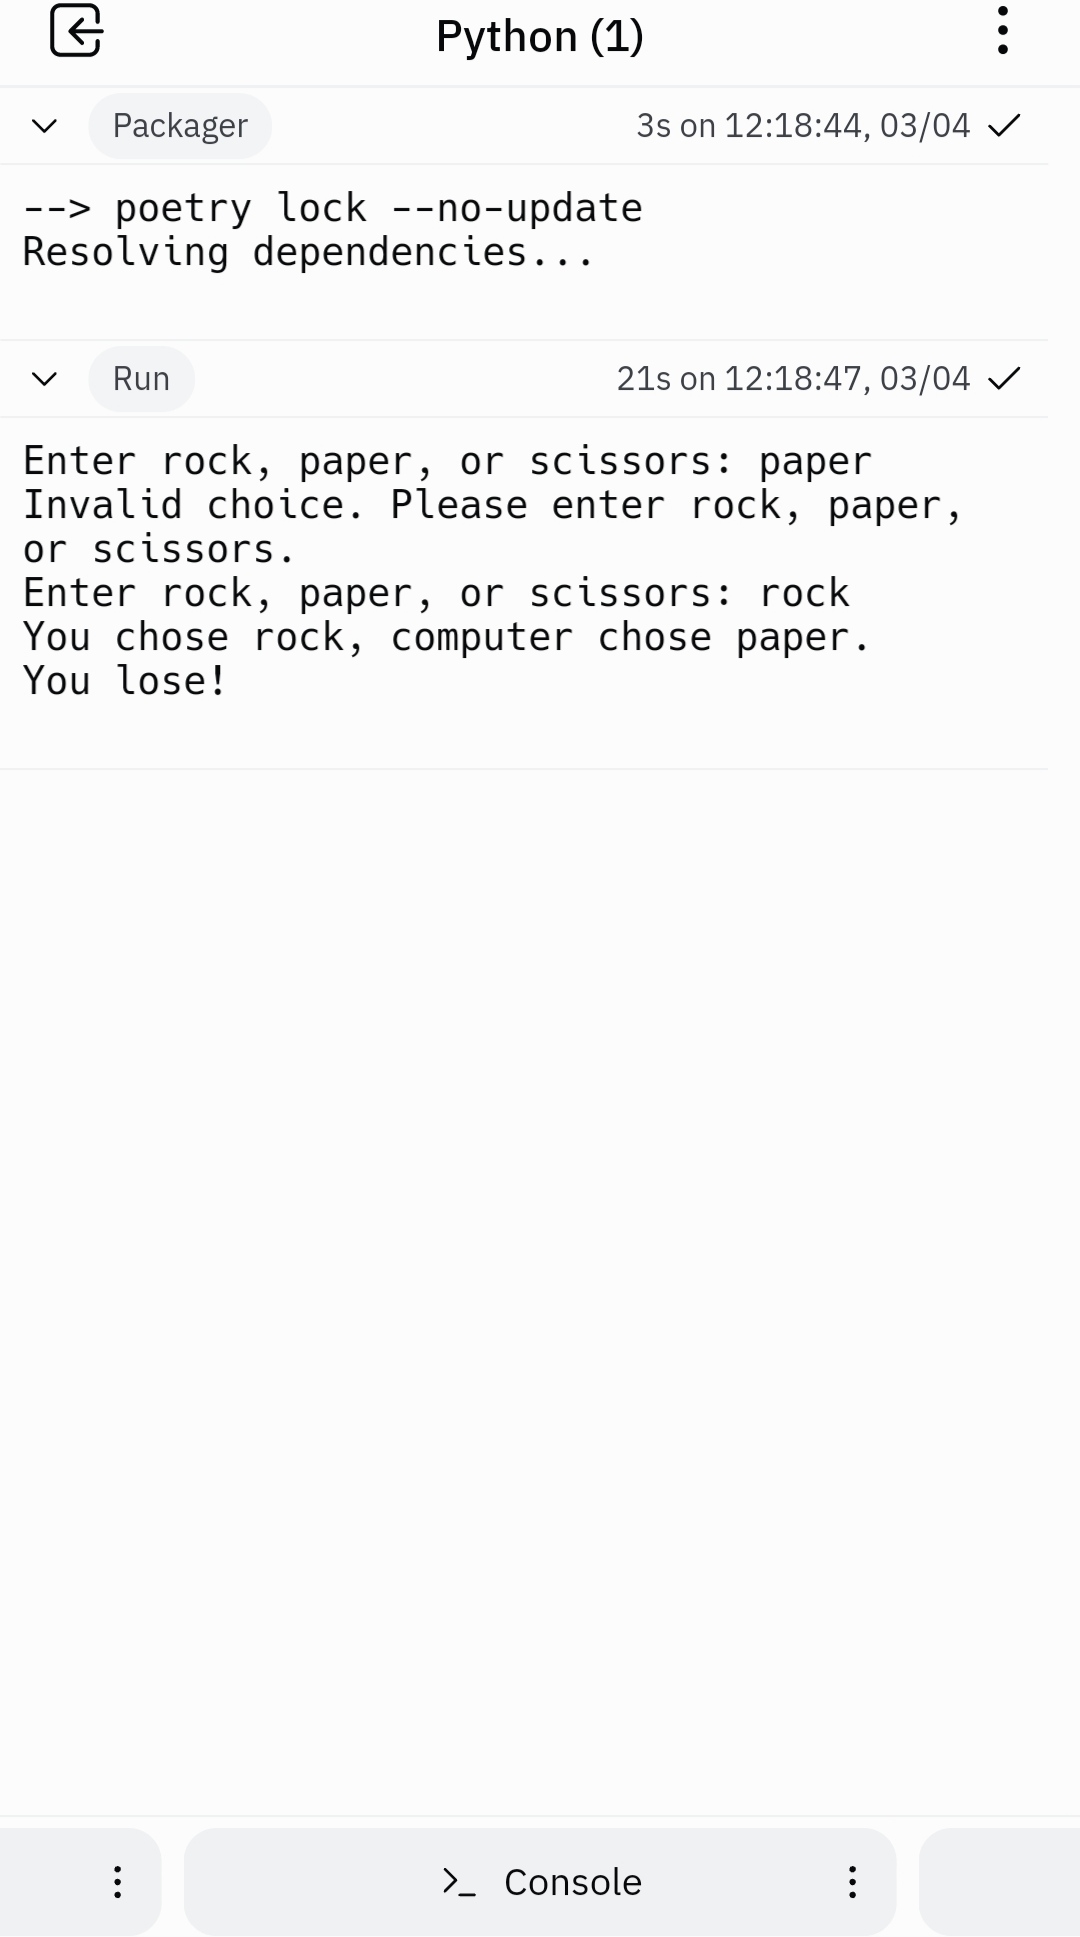 Python (1)
Packager
3s on 12:18:44, 03/04
--> poetry lock --no-update
Resolving dependencies...
Run
21s on 12:18:47, 03/04
Enter rock, paper, or scissors: paper
Invalid choice. Please enter rock, paper,
or scissors.
Enter rock, paper, or scissors: rock
You chose rock, computer chose paper.
You lose!
>_ Console